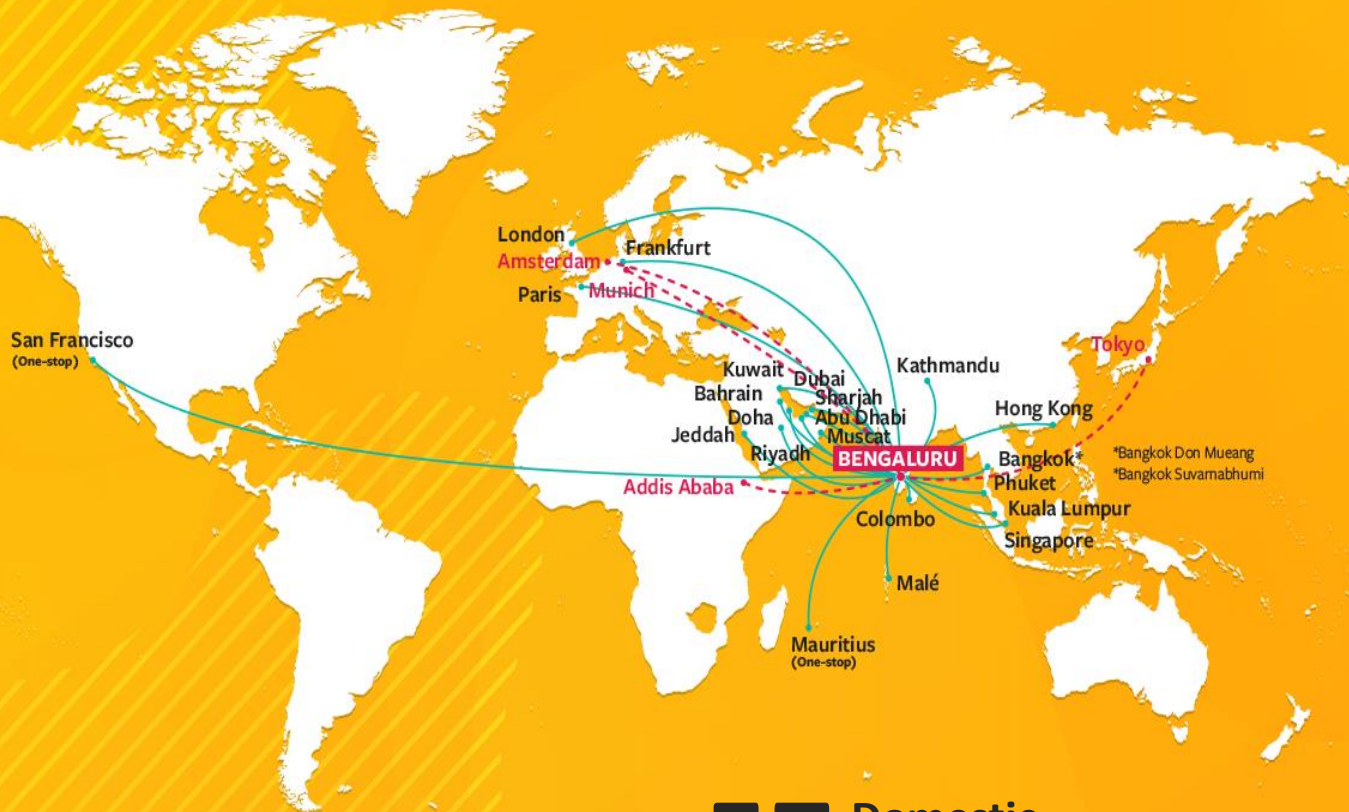 London
Frankfurt
Amsterdam
Paris
Munich
San Francisco
(One-stop)
Tokyo
Kathmandu
Kuwait
Dubai
Bahrain
Sharjah
Hong Kong
Doha
Abu Dhabi
Jeddah
Muscat
Riyadh
BENGALURU
Bangkok*
*Bangkok Don Mueang
*Bangkok Suvarnabhumi
Addis Ababa
Phuket
Kuala Lumpur
Colombo
Singapore
Malé
Mauritius
(One-stop)
Domestic